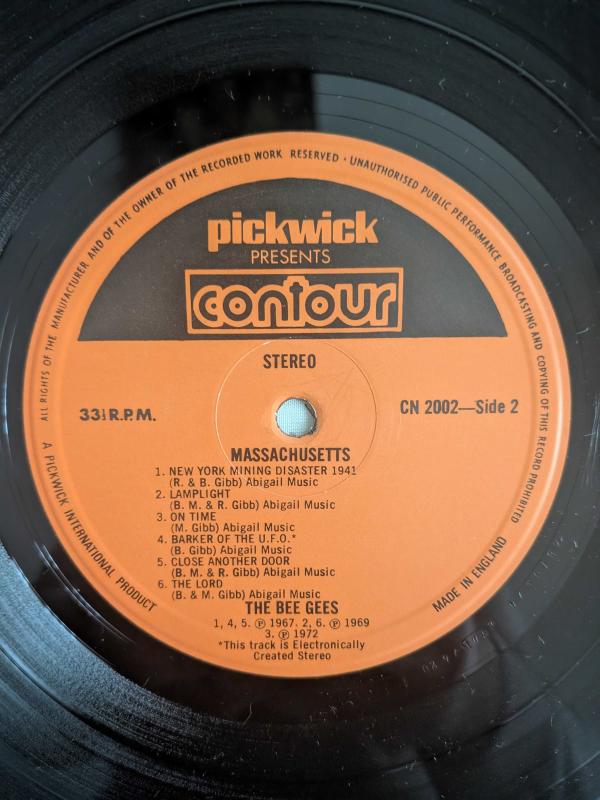 ALL RIGHTS OF THE MANUFACTURER AND OF THE OWNER OF THE RECORDED WORK RESERVED · UNAUTHORISED PUBLIC PERFORMANCE BROADCASTING AND COPYING OF THIS RECORD PROHIBITED
pickwick
PRESENTS
contour
STEREO
33⅓ R.P.M.
CN 2002—Side 2
MASSACHUSETTS
1. NEW YORK MINING DISASTER 1941
(R. & B. Gibb) Abigail Music
2. LAMPLIGHT
(B. M. & R. Gibb) Abigail Music
3. ON TIME
(M. Gibb) Abigail Music
4. BARKER OF THE U.F.O.*
(B. Gibb) Abigail Music
5. CLOSE ANOTHER DOOR
(B. M. & R. Gibb) Abigail Music
6. THE LORD
(B. & M. Gibb) Abigail Music
THE BEE GEES
1, 4, 5. ℗ 1967. 2, 6. ℗ 1969
3. ℗ 1972
*This track is Electronically
Created Stereo
A PICKWICK INTERNATIONAL PRODUCT
MADE IN ENGLAND